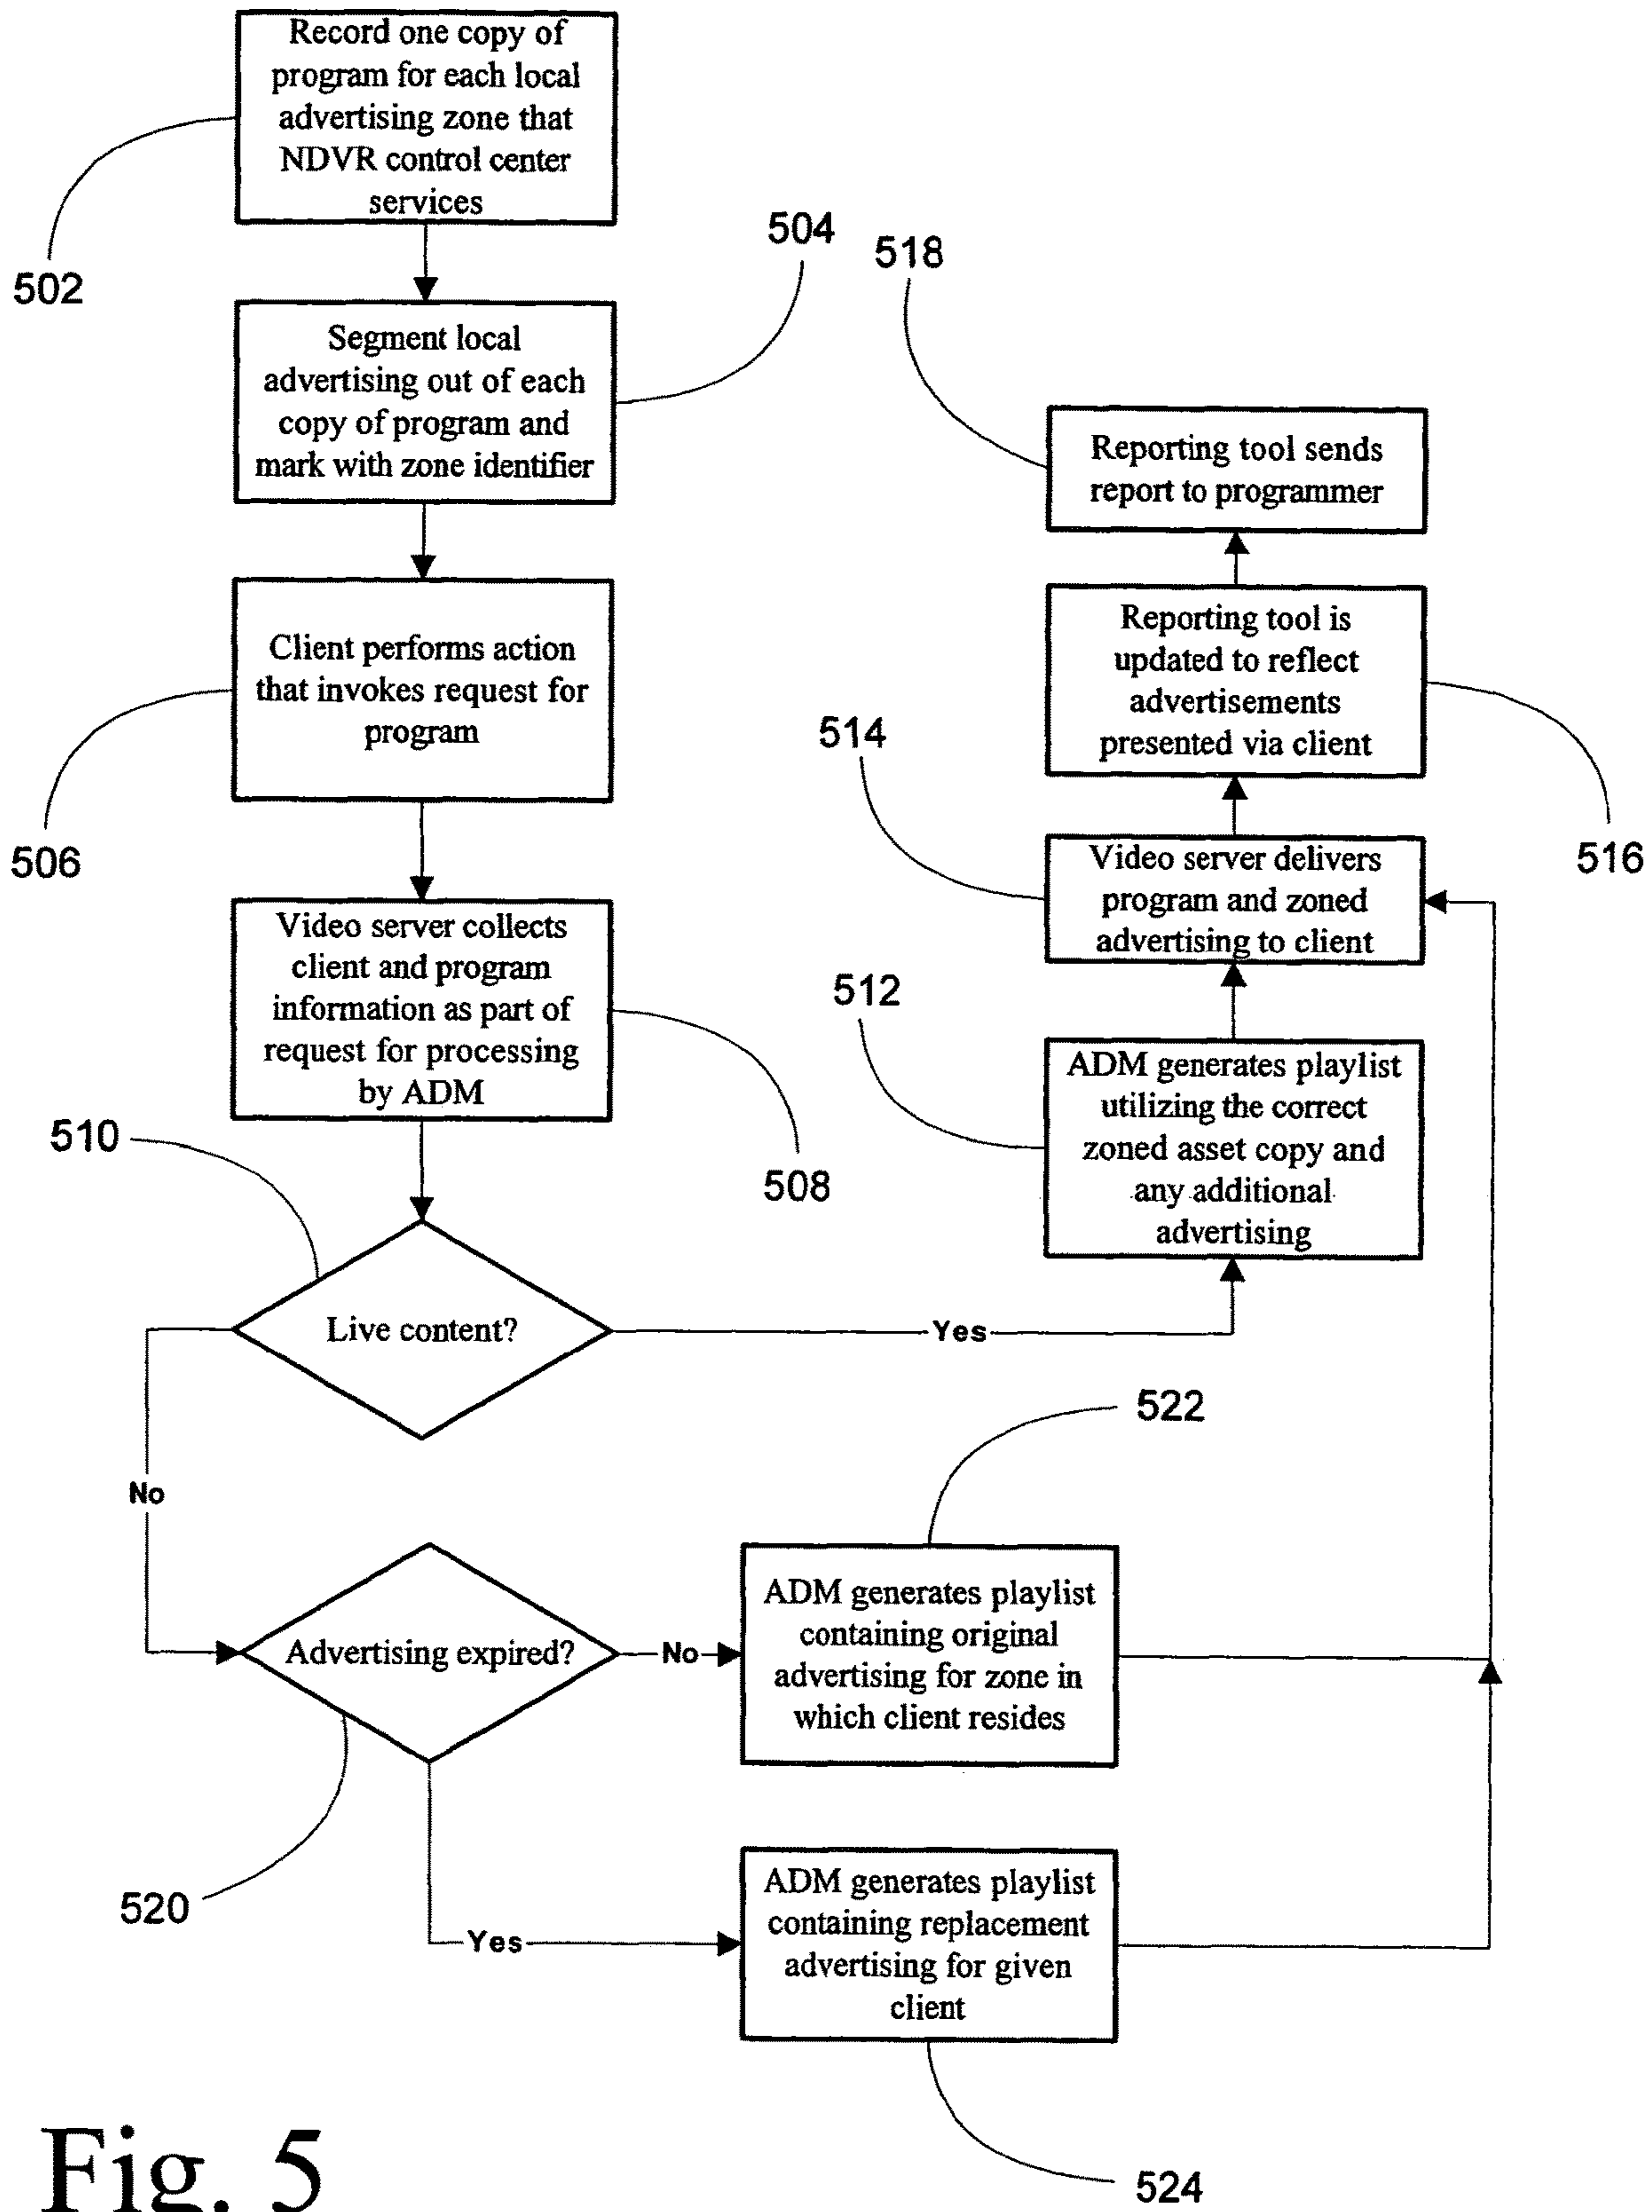 Record one copy of
program for each local
advertising zone that
NDVR control center
services
502
504
Segment local
advertising out of each
copy of program and
mark with zone identifier
Client performs action
that invokes request for
program
506
Video server collects
client and program
information as part of
request for processing
by ADM
508
510
Live content?
Yes
No
518
Reporting tool sends
report to programmer
Reporting tool is
updated to reflect
advertisements
presented via client
516
514
Video server delivers
program and zoned
advertising to client
512
ADM generates playlist
utilizing the correct
zoned asset copy and
any additional
advertising
Advertising expired?
No
520
Yes
522
ADM generates playlist
containing original
advertising for zone in
which client resides
ADM generates playlist
containing replacement
advertising for given
client
524
Fig. 5